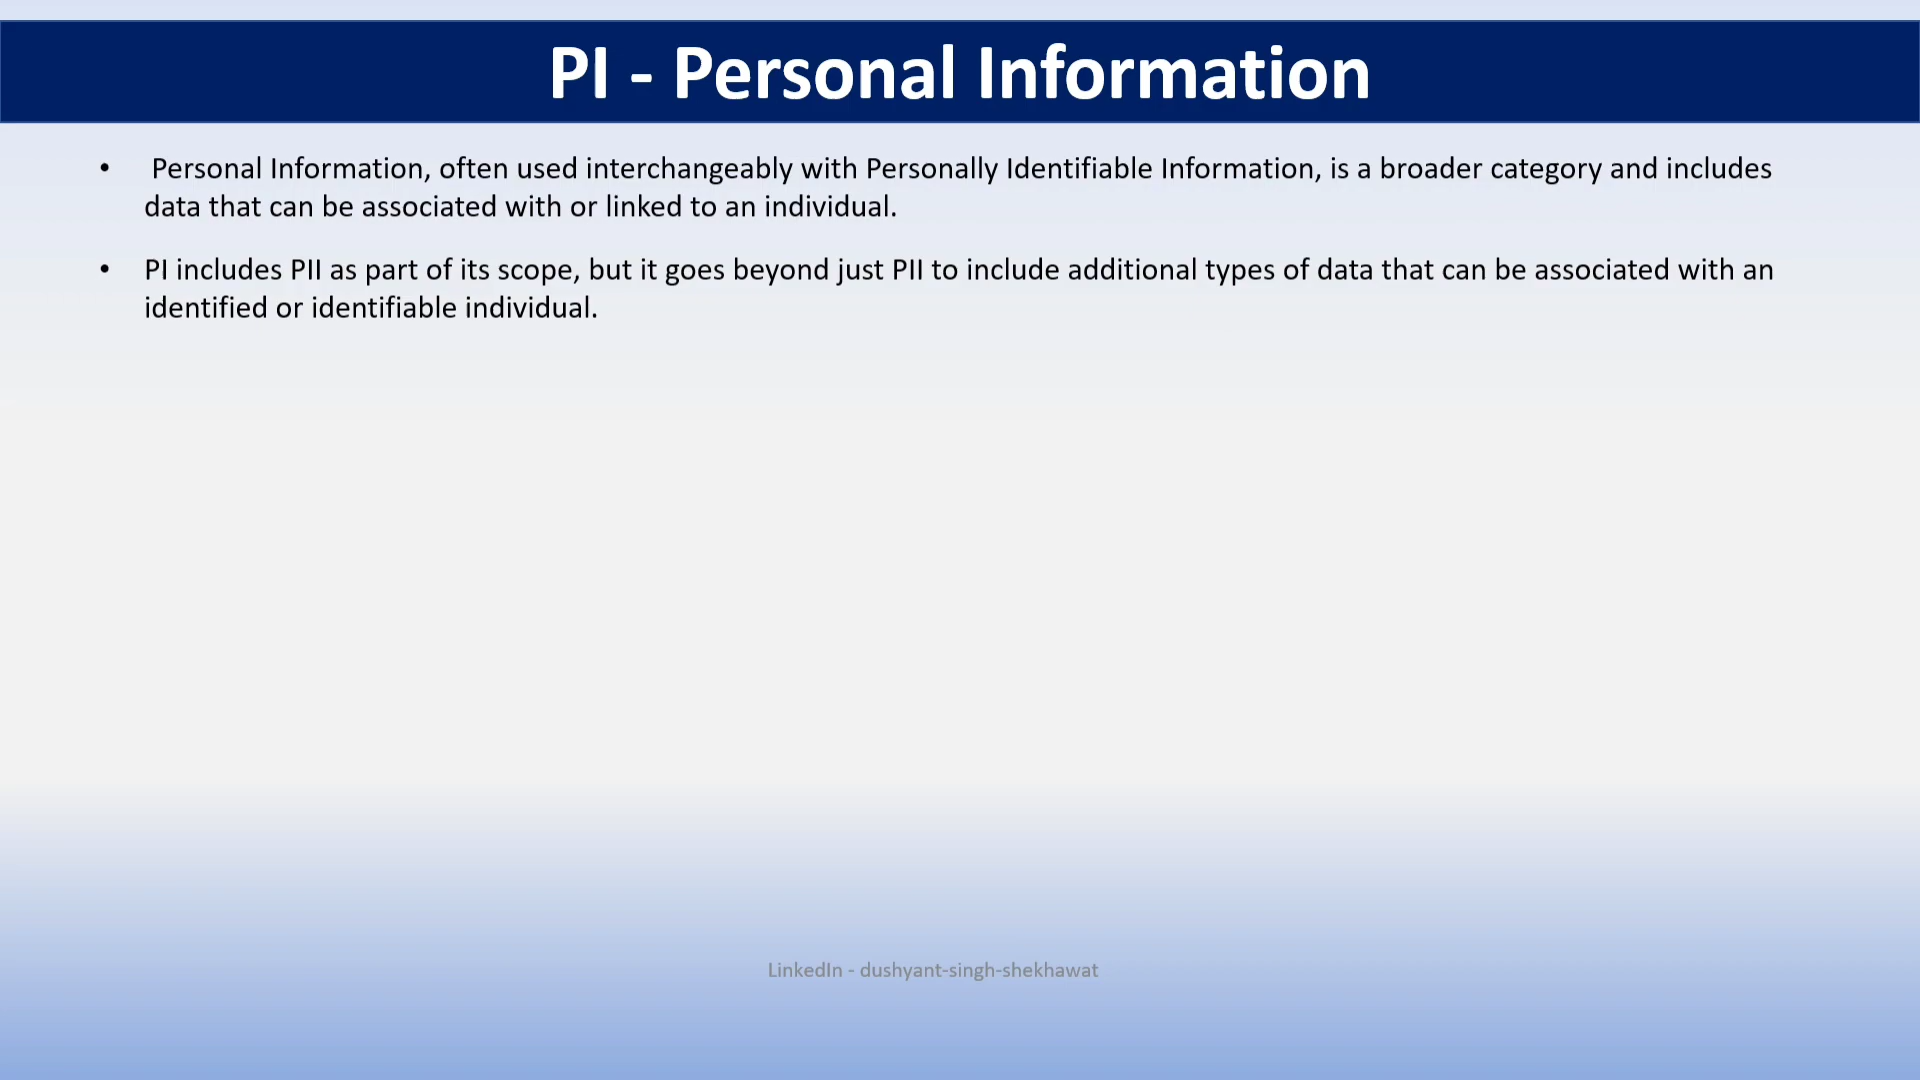 PI - Personal Information
• Personal Information, often used interchangeably with Personally Identifiable Information, is a broader category and includes
data that can be associated with or linked to an individual.
• PI includes PII as part of its scope, but it goes beyond just PII to include additional types of data that can be associated with an
identified or identifiable individual.
LinkedIn - dushyant-singh-shekhawat